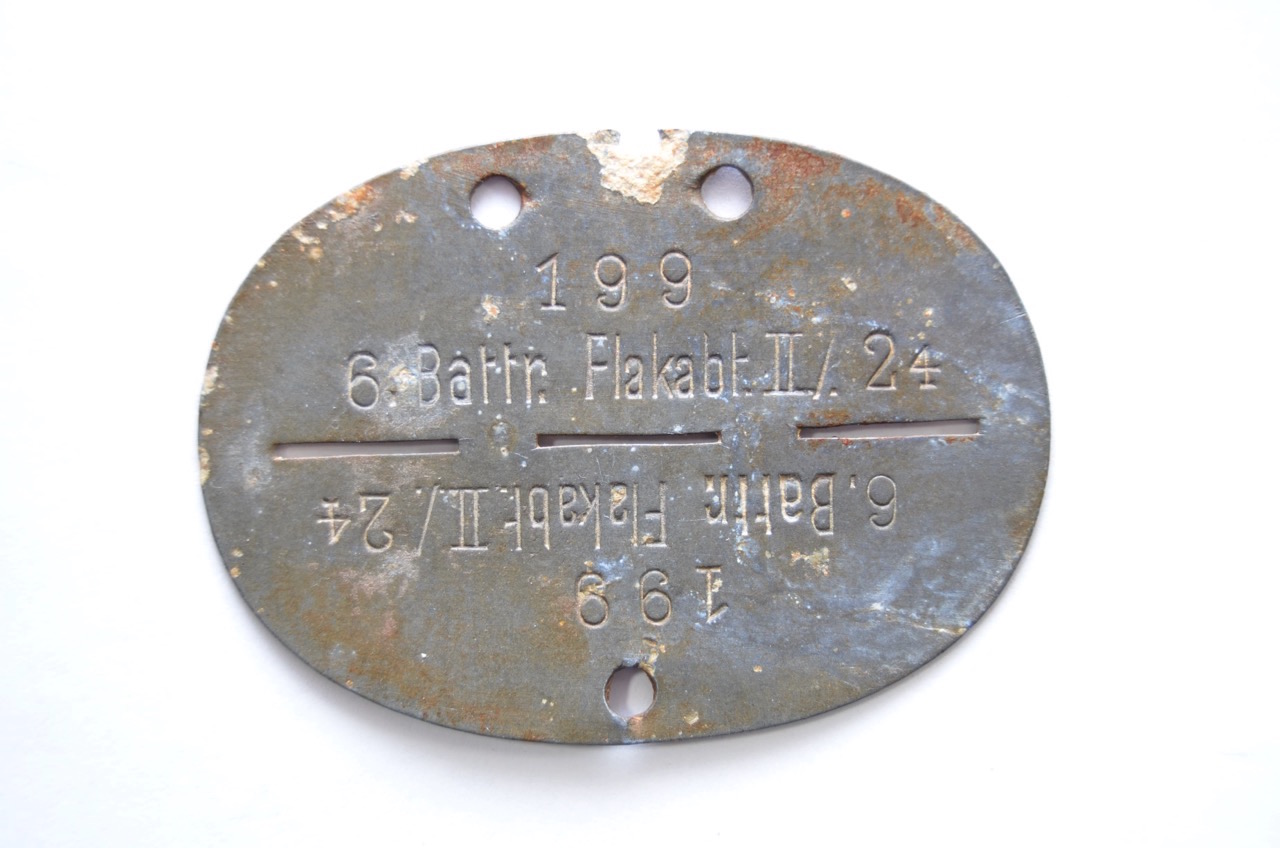 199
6. Battr. Flakabt. II./. 24
6. Battr. Flakabt. II./. 24
199